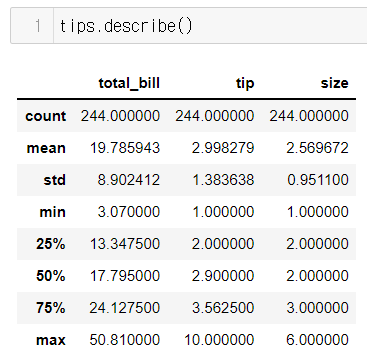 1 tips.describe()
total_bill tip size
count 244.000000 244.000000 244.000000
mean 19.785943 2.998279 2.569672
std 8.902412 1.383638 0.951100
min 3.070000 1.000000 1.000000
25% 13.347500 2.000000 2.000000
50% 17.795000 2.900000 2.000000
75% 24.127500 3.562500 3.000000
max 50.810000 10.000000 6.000000